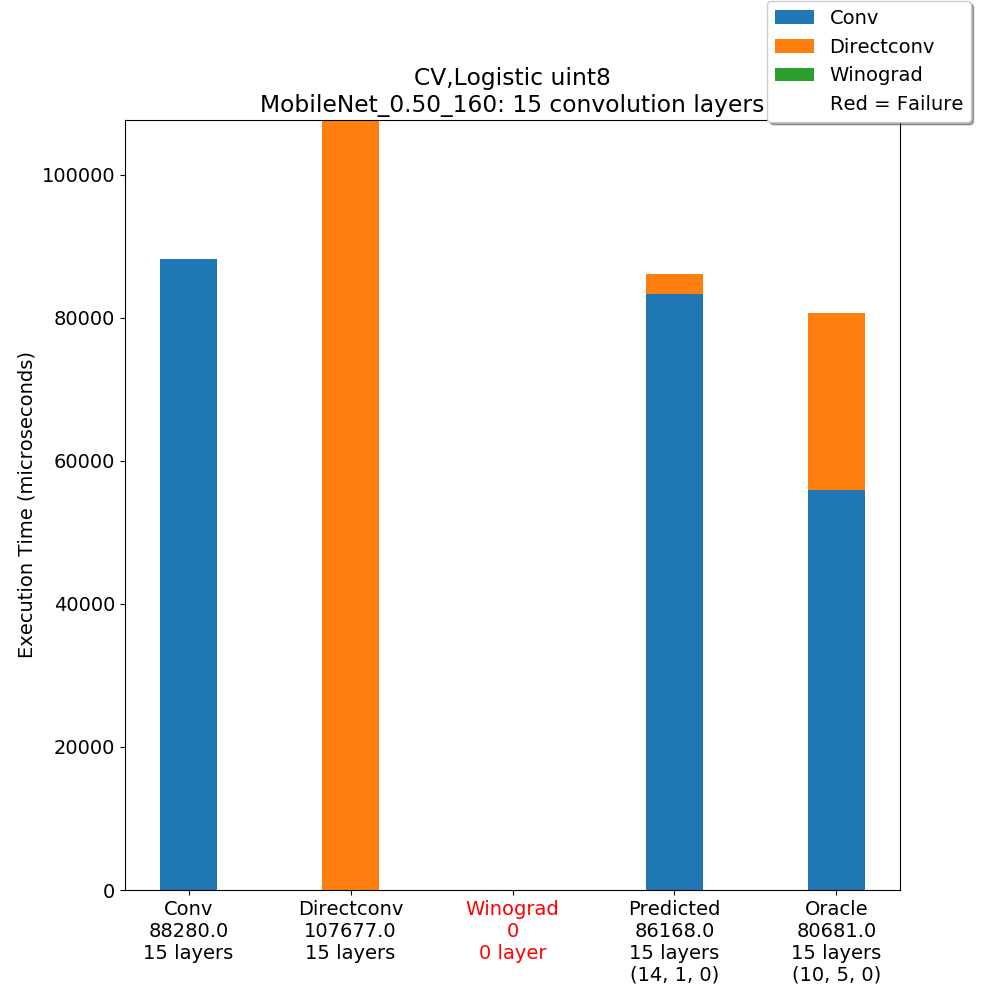 Conv
Directconv
Winograd
Red = Failure
CV,Logistic uint8
MobileNet_0.50_160: 15 convolution layers
Execution Time (microseconds)
100000
80000
60000
40000
20000
0
Conv
88280.0
15 layers
Directconv
107677.0
15 layers
Winograd
0
0 layer
Predicted
86168.0
15 layers
(14, 1, 0)
Oracle
80681.0
15 layers
(10, 5, 0)